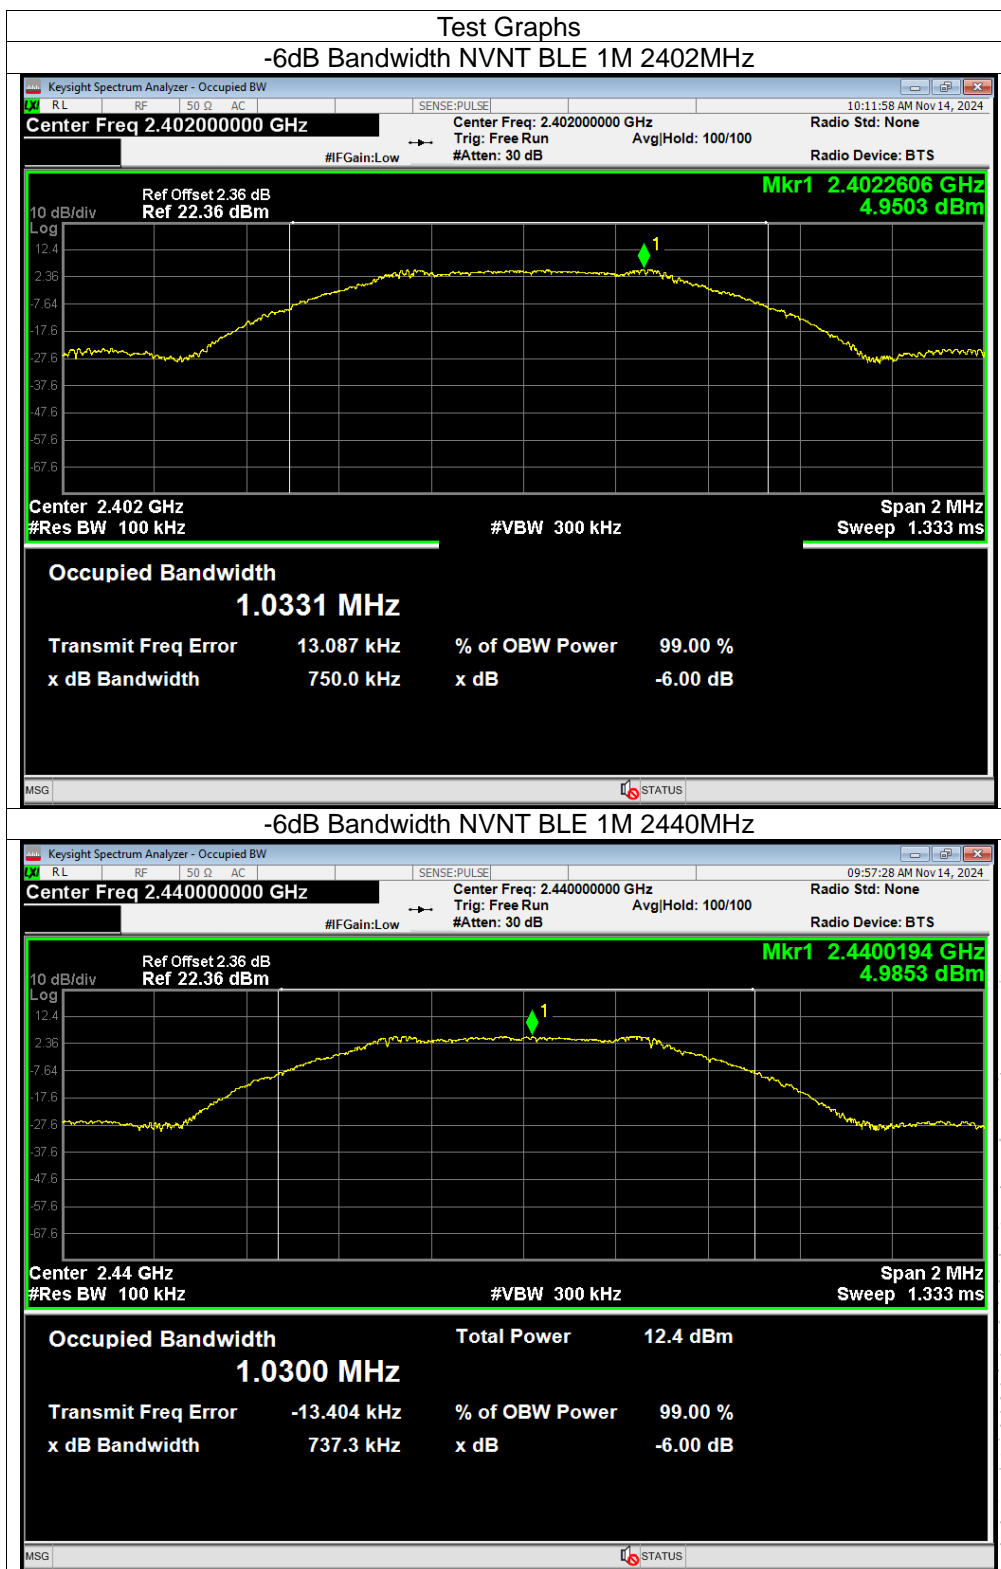 Test Graphs
-6dB Bandwidth NVNT BLE 1M 2402MHz
Keysight Spectrum Analyzer - Occupied BW
LXI RL RF 50 Ω AC SENSE:PULSE 10:11:58 AM Nov 14, 2024
Center Freq 2.402000000 GHz Center Freq: 2.402000000 GHz Radio Std: None
Trig: Free Run Avg|Hold: 100/100
#IFGain:Low #Atten: 30 dB Radio Device: BTS
Mkr1 2.4022606 GHz
Ref Offset 2.36 dB
4.9503 dBm
10 dB/div Ref 22.36 dBm
Log
1
12.4
2.36
-7.64
-17.6
-27.6
-37.6
-47.6
-57.6
-67.6
Center 2.402 GHz Span 2 MHz
#Res BW 100 kHz #VBW 300 kHz Sweep 1.333 ms
Occupied Bandwidth
1.0331 MHz
Transmit Freq Error 13.087 kHz % of OBW Power 99.00 %
x dB Bandwidth 750.0 kHz x dB -6.00 dB
MSG STATUS
-6dB Bandwidth NVNT BLE 1M 2440MHz
Keysight Spectrum Analyzer - Occupied BW
LXI RL RF 50 Ω AC SENSE:PULSE 09:57:28 AM Nov 14, 2024
Center Freq 2.440000000 GHz Center Freq: 2.440000000 GHz Radio Std: None
Trig: Free Run Avg|Hold: 100/100
#IFGain:Low #Atten: 30 dB Radio Device: BTS
Mkr1 2.4400194 GHz
Ref Offset 2.36 dB
4.9853 dBm
10 dB/div Ref 22.36 dBm
Log
1
12.4
2.36
-7.64
-17.6
-27.6
-37.6
-47.6
-57.6
-67.6
Center 2.44 GHz Span 2 MHz
#Res BW 100 kHz #VBW 300 kHz Sweep 1.333 ms
Occupied Bandwidth Total Power 12.4 dBm
1.0300 MHz
Transmit Freq Error -13.404 kHz % of OBW Power 99.00 %
x dB Bandwidth 737.3 kHz x dB -6.00 dB
MSG STATUS